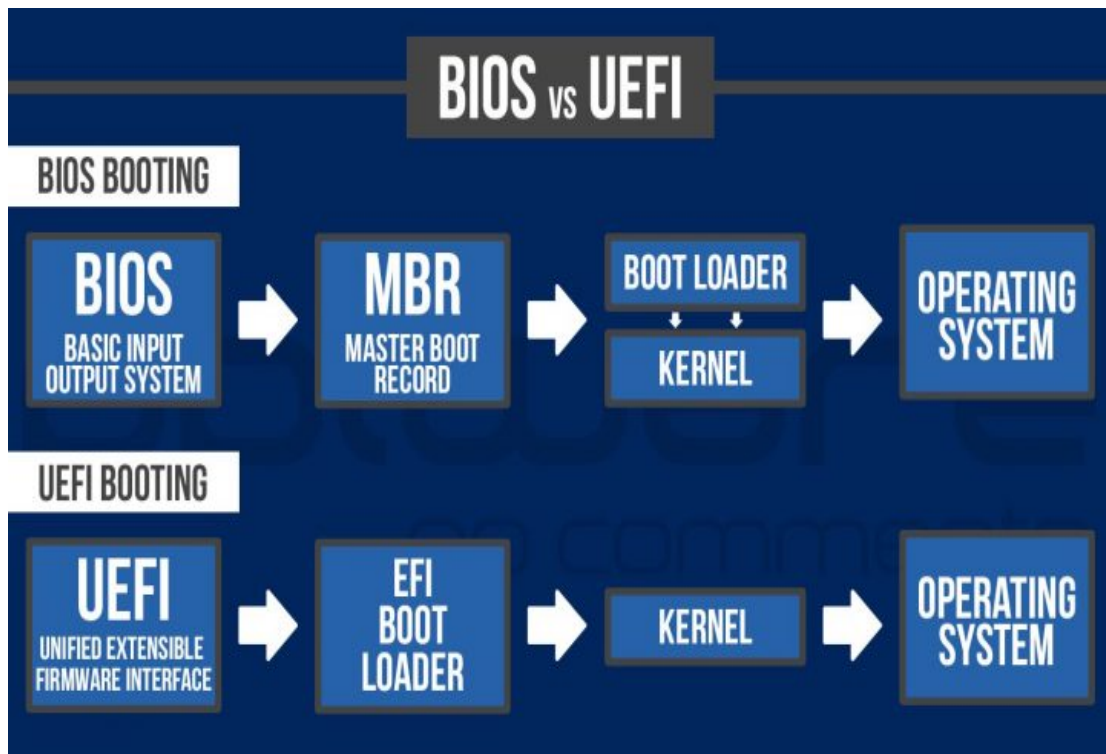 BIOS VS UEFI
BIOS BOOTING
BIOS
BASIC INPUT
OUTPUT SYSTEM
MBR
MASTER BOOT
RECORD
BOOT LOADER
KERNEL
OPERATING
SYSTEM
UEFI BOOTING
UEFI
UNIFIED EXTENSIBLE
FIRMWARE INTERFACE
EFI
BOOT
LOADER
KERNEL
OPERATING
SYSTEM